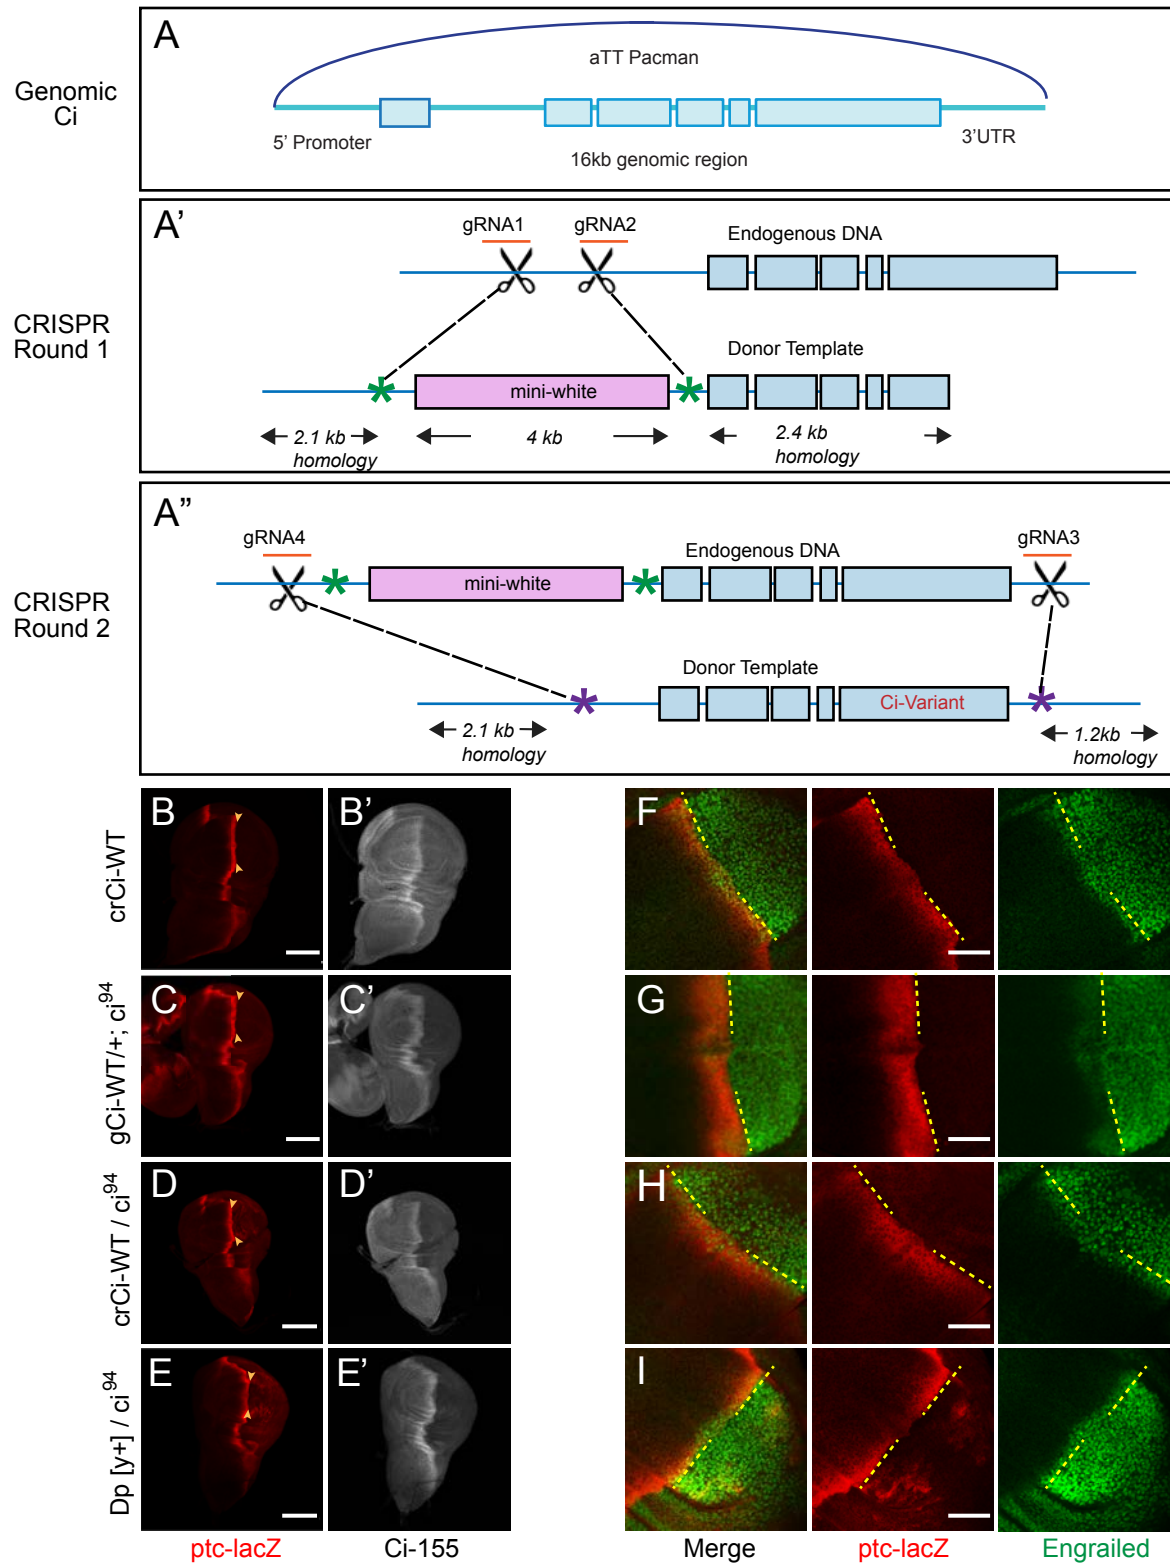 A
Genomic
Ci
aTT Pacman
5' Promoter
16kb genomic region
3'UTR
A'
CRISPR
Round 1
gRNA1
gRNA2
Endogenous DNA
Donor Template
mini-white
2.1 kb
homology
4 kb
2.4 kb
homology
A"
CRISPR
Round 2
gRNA4
gRNA3
Endogenous DNA
mini-white
Donor Template
Ci-Variant
2.1 kb
homology
1.2kb
homology
crCi-WT
B
B'
F
gCi-WT/+; ci94
C
C'
G
crCi-WT / ci94
D
D'
H
Dp [y+] / ci94
E
E'
I
ptc-lacZ
Ci-155
Merge
ptc-lacZ
Engrailed